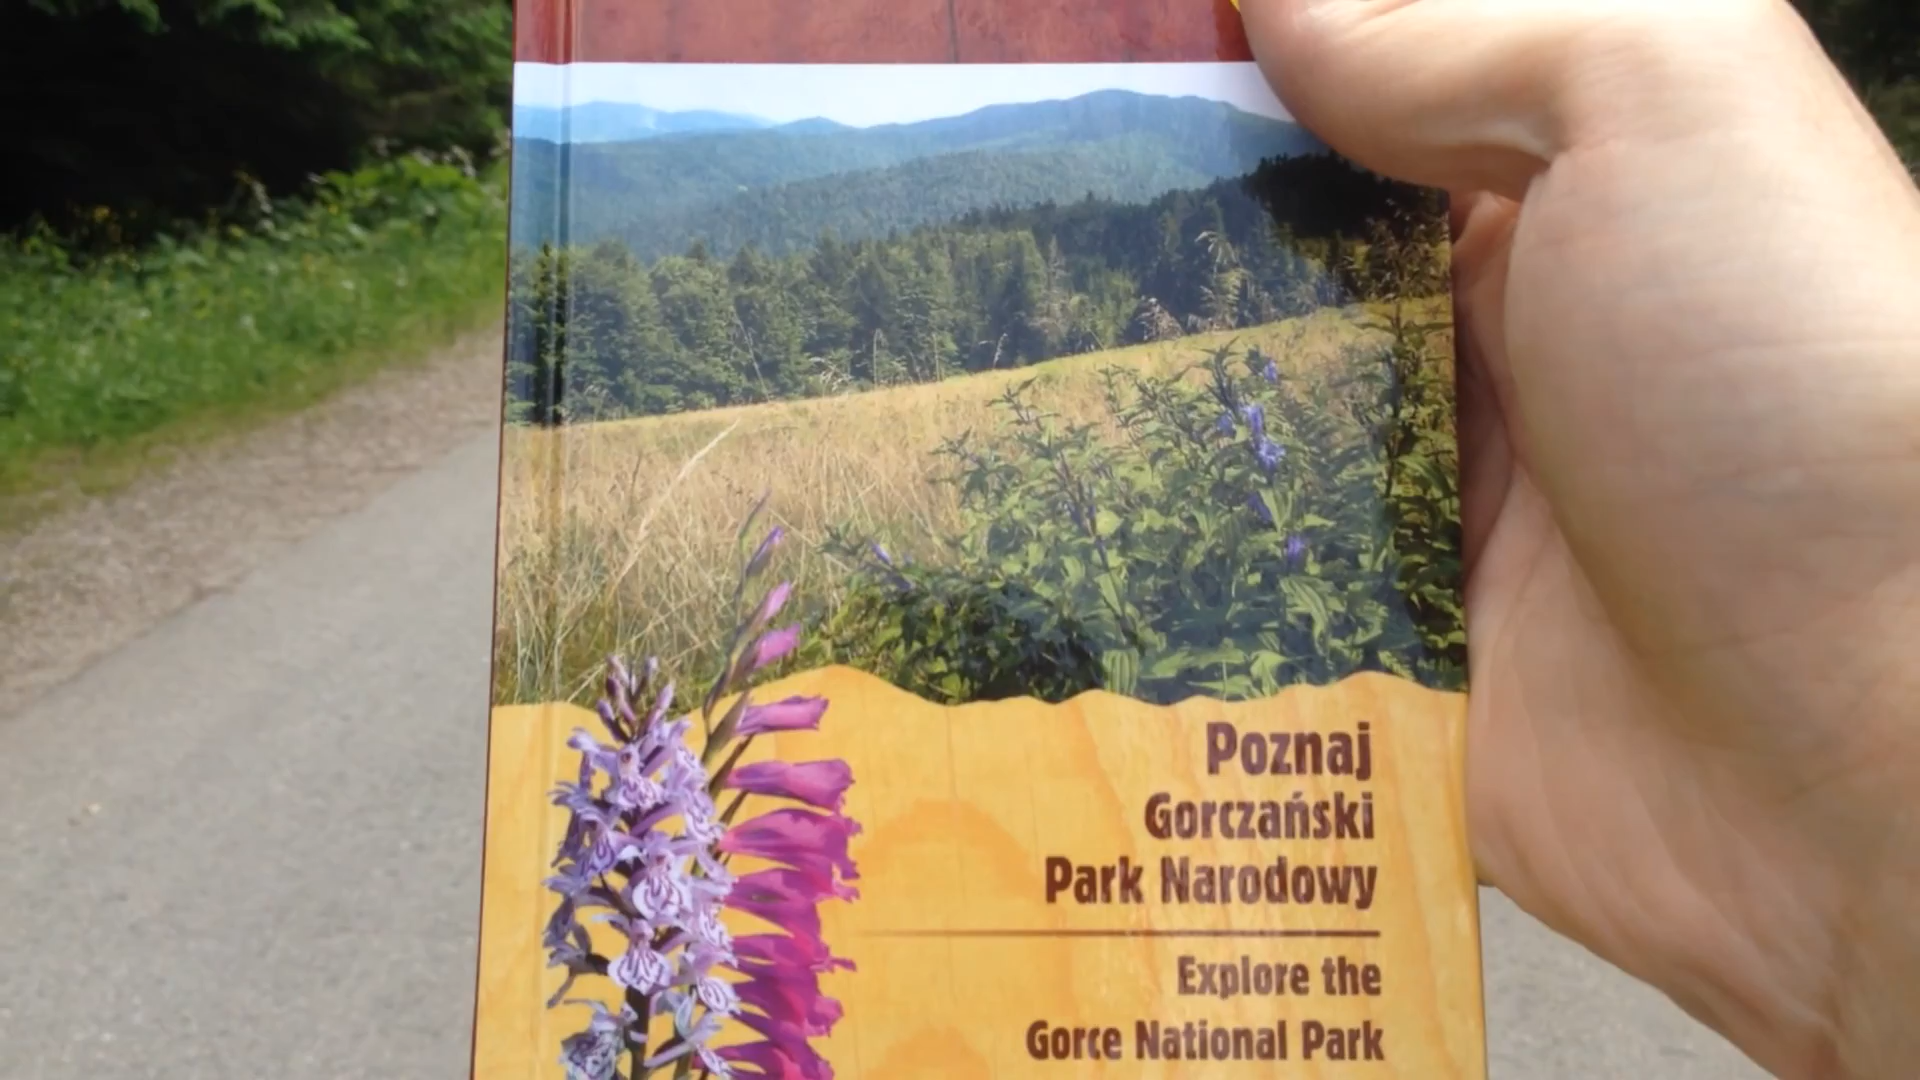 Poznaj
Gorczański
Park Narodowy
Explore the
Gorce National Park